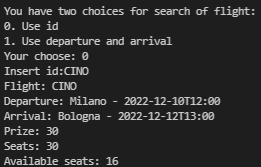 You have two choices for search of flight:
0. Use id
1. Use departure and arrival
Your choose: 0
Insert id:CINO
Flight: CINO
Departure: Milano - 2022-12-10T12:00
Arrival: Bologna - 2022-12-12T13:00
Prize: 30
Seats: 30
Available seats: 16